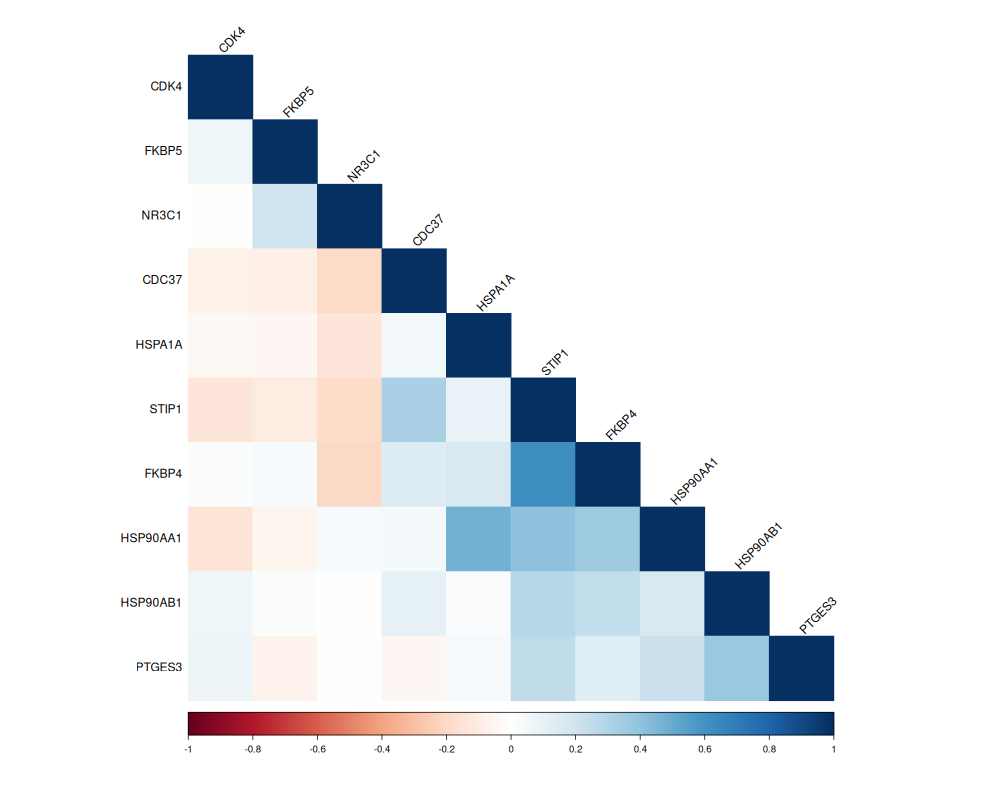 CDK4
CDK4
FKBP5
FKBP5
NR3C1
NR3C1
CDC37
CDC37
HSPA1A
HSPA1A
STIP1
STIP1
FKBP4
FKBP4
HSP90AA1
HSP90AA1
HSP90AB1
HSP90AB1
PTGES3
PTGES3
-1 -0.8 -0.6 -0.4 -0.2 0 0.2 0.4 0.6 0.8 1